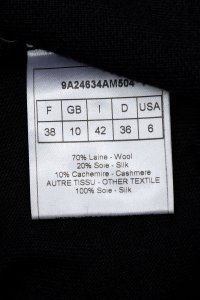 9A24634AM504
F GB I D USA
38 10 42 36 6
70% Laine - Wool
20% Soie - Silk
10% Cachemire - Cashmere
AUTRE TISSU - OTHER TEXTILE
100% Soie - Silk